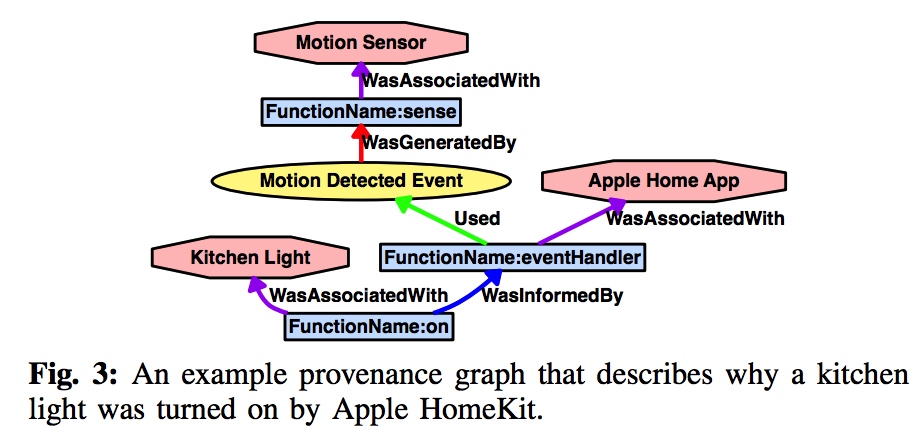 Motion Sensor
WasAssociatedWith
FunctionName:sense
WasGeneratedBy
Motion Detected Event
Apple Home App
Used
WasAssociatedWith
Kitchen Light
FunctionName:eventHandler
WasAssociatedWith
WasInformedBy
FunctionName:on
Fig. 3: An example provenance graph that describes why a kitchen
light was turned on by Apple HomeKit.